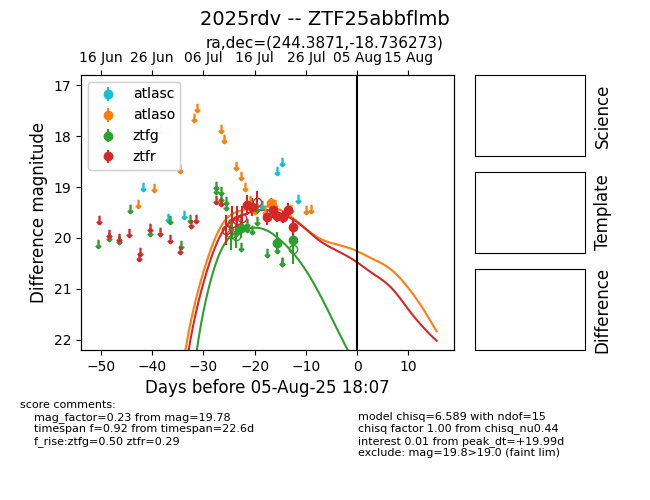 2025rdv -- ZTF25abbflmb
ra,dec=(244.3871,-18.736273)
16 Jun 26 Jun 06 Jul 16 Jul 26 Jul 05 Aug 15 Aug
17
18
19
20
21
22
Difference magnitude
atlasc
atlaso
ztfg
ztfr
−50 −40 −30 −20 −10 0 10
Days before 05-Aug-25 18:07
Science
Template
Difference
score comments:
mag_factor=0.23 from mag=19.78
timespan f=0.92 from timespan=22.6d
f_rise:ztfg=0.50 ztfr=0.29
model chisq=6.589 with ndof=15
chisq factor 1.00 from chisq_nu0.44
interest 0.01 from peak_dt=+19.99d
exclude: mag=19.8>19.0 (faint lim)